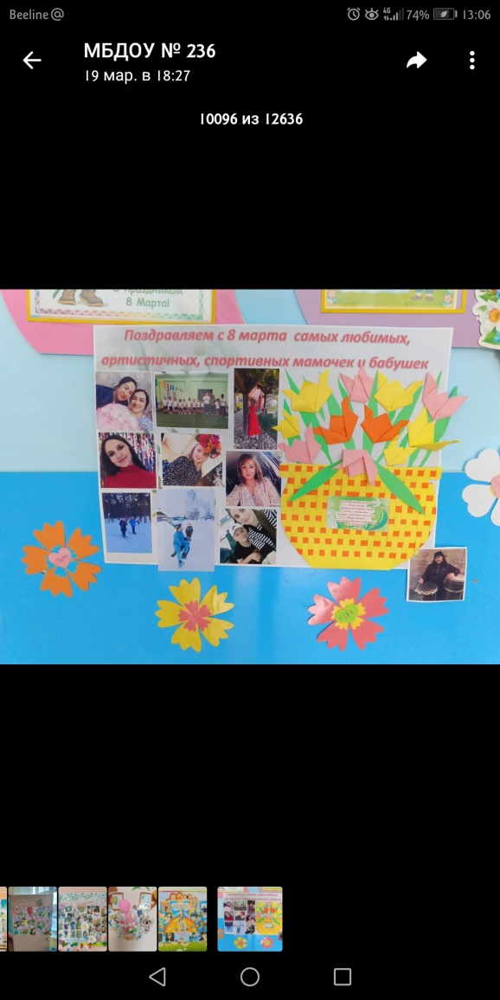 Beeline @ 4G 74% 13:06
МБДОУ № 236
19 мар. в 18:27
10096 из 12636
праздником
8 Марта!
Поздравляем с 8 марта самых любимых,
артистичных, спортивных мамочек и бабушек